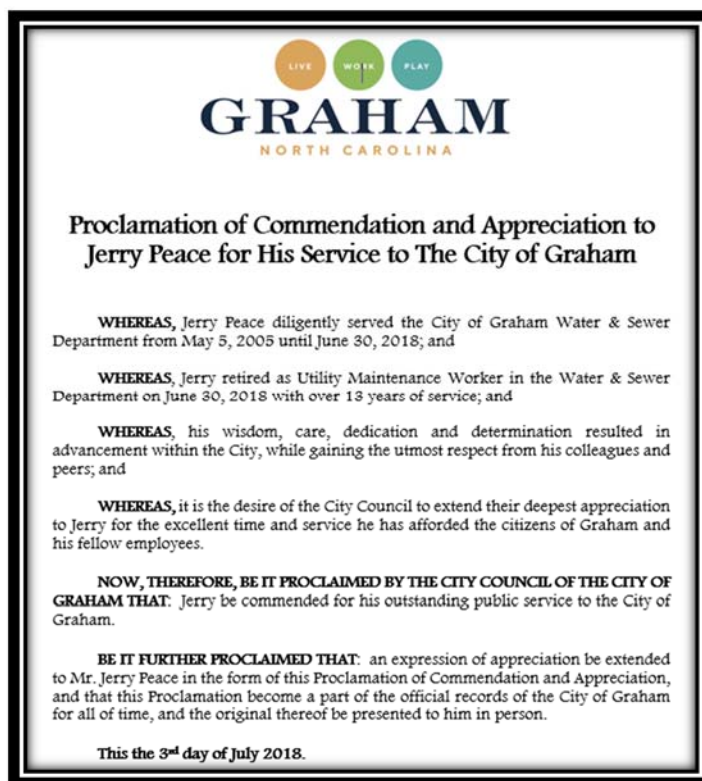 LIVE WORK PLAY
GRAHAM
NORTH CAROLINA
Proclamation of Commendation and Appreciation to
Jerry Peace for His Service to The City of Graham
WHEREAS, Jerry Peace diligently served the City of Graham Water & Sewer
Department from May 5, 2005 until June 30, 2018; and
WHEREAS, Jerry retired as Utility Maintenance Worker in the Water & Sewer
Department on June 30, 2018 with over 13 years of service; and
WHEREAS, his wisdom, care, dedication and determination resulted in
advancement within the City, while gaining the utmost respect from his colleagues and
peers; and
WHEREAS, it is the desire of the City Council to extend their deepest appreciation
to Jerry for the excellent time and service he has afforded the citizens of Graham and
his fellow employees.
NOW, THEREFORE, BE IT PROCLAIMED BY THE CITY COUNCIL OF THE CITY OF
GRAHAM THAT: Jerry be commended for his outstanding public service to the City of
Graham.
BE IT FURTHER PROCLAIMED THAT: an expression of appreciation be extended
to Mr. Jerry Peace in the form of this Proclamation of Commendation and Appreciation,
and that this Proclamation become a part of the official records of the City of Graham
for all of time, and the original thereof be presented to him in person.
This the 3rd day of July 2018.